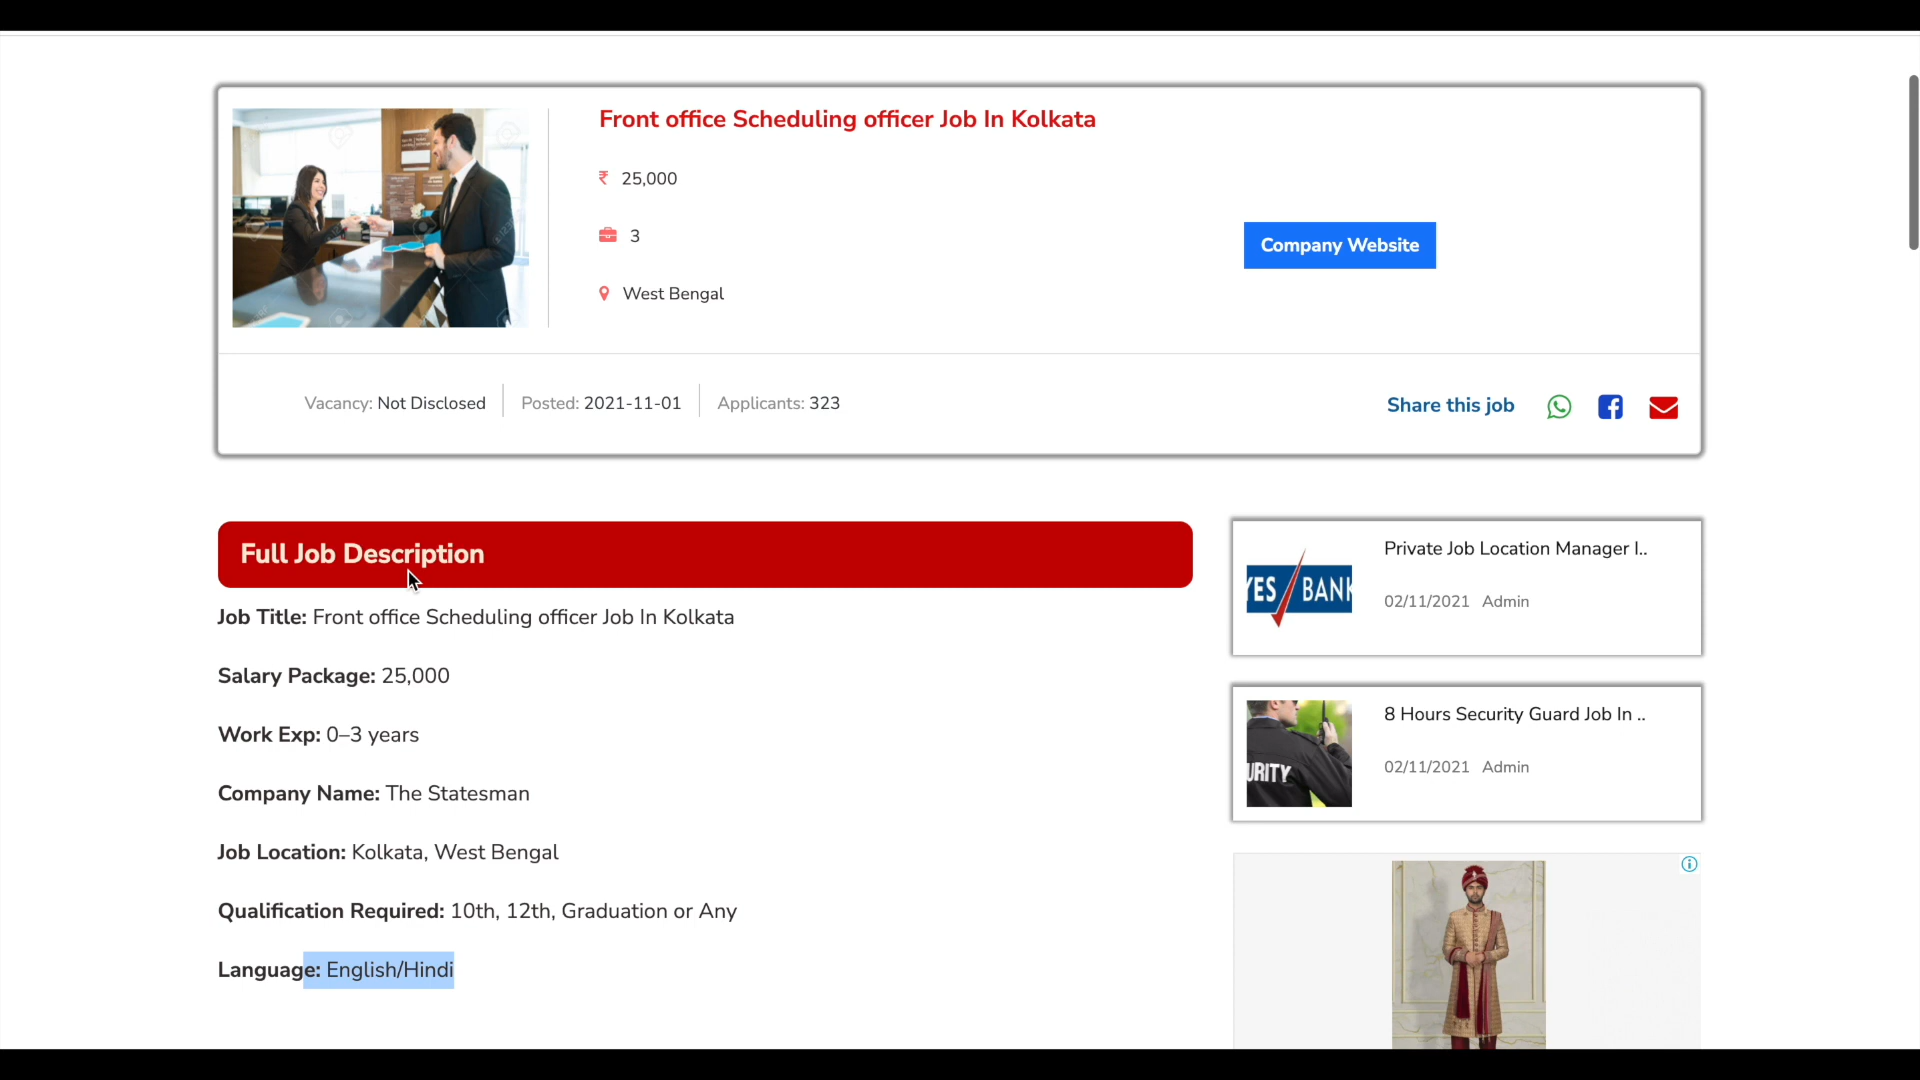 Front office Scheduling officer Job In Kolkata
₹ 25,000
3
West Bengal
Company Website
Vacancy: Not Disclosed
Posted: 2021-11-01
Applicants: 323
Share this job
Full Job Description
Job Title: Front office Scheduling officer Job In Kolkata
Salary Package: 25,000
Work Exp: 0–3 years
Company Name: The Statesman
Job Location: Kolkata, West Bengal
Qualification Required: 10th, 12th, Graduation or Any
Language: English/Hindi
YES BANK
Private Job Location Manager I..
02/11/2021 Admin
URITY
8 Hours Security Guard Job In ..
02/11/2021 Admin